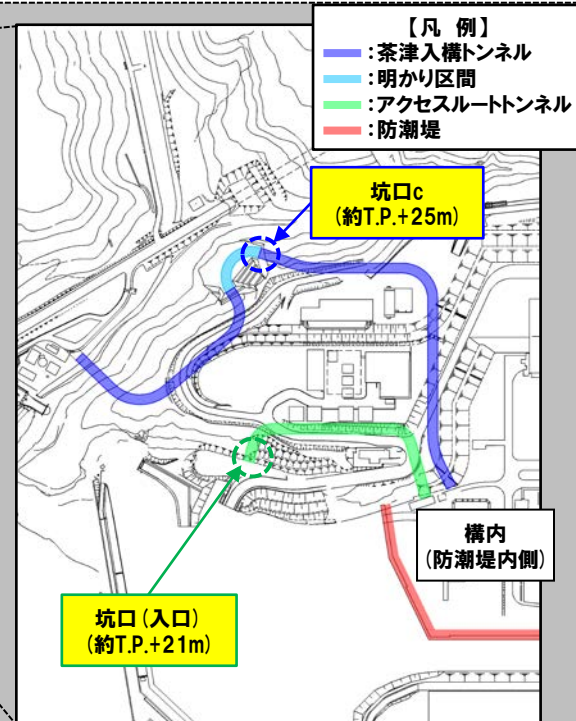 【凡 例】
:茶津入構トンネル
:明かり区間
:アクセスルートトンネル
:防潮堤
坑口c
(約T.P.+25m)
構内
(防潮堤内側)
坑口(入口)
(約T.P.+21m)